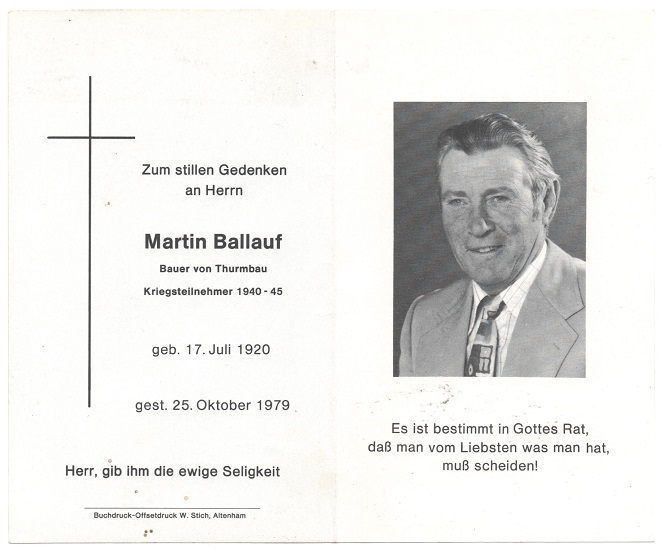 Zum stillen Gedenken
an Herrn
Martin Ballauf
Bauer von Thurmbau
Kriegsteilnehmer 1940 - 45
geb. 17. Juli 1920
gest. 25. Oktober 1979
Herr, gib ihm die ewige Seligkeit
Buchdruck-Offsetdruck W. Stich, Altenham
Es ist bestimmt in Gottes Rat,
daß man vom Liebsten was man hat,
muß scheiden!